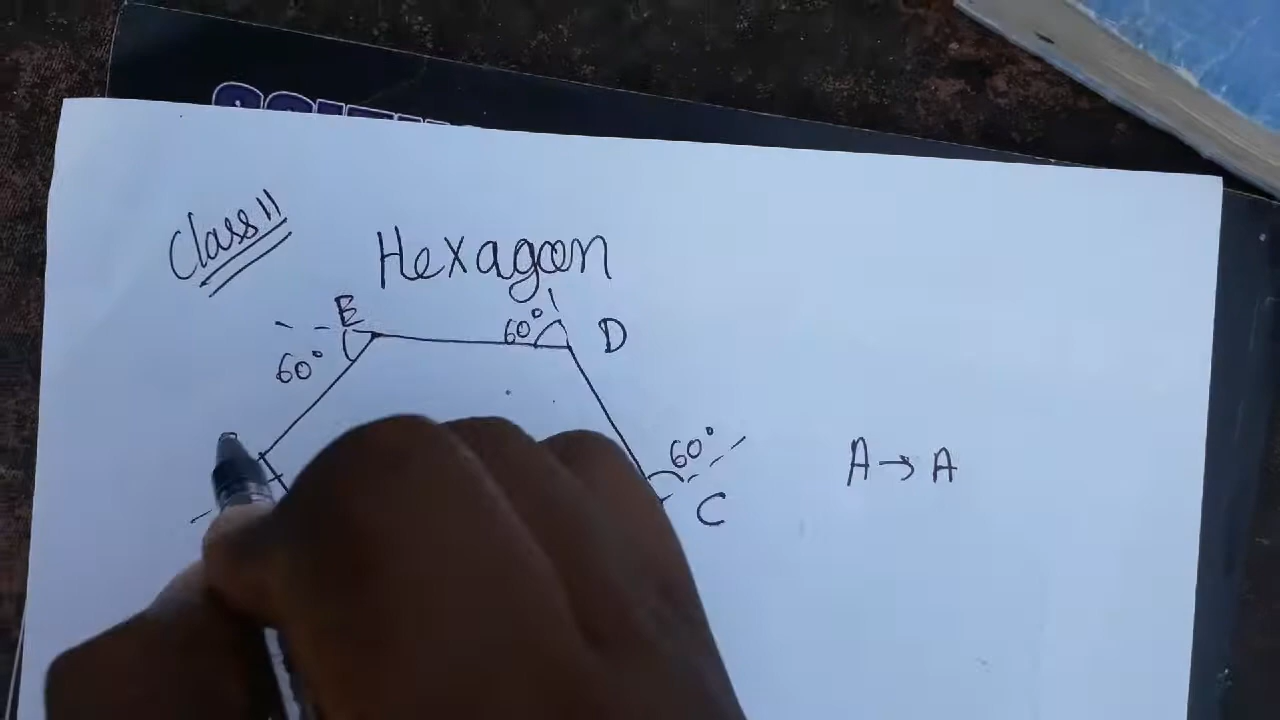 Class 11
Hexagon
E
60°
60°
D
60°
C
A → A